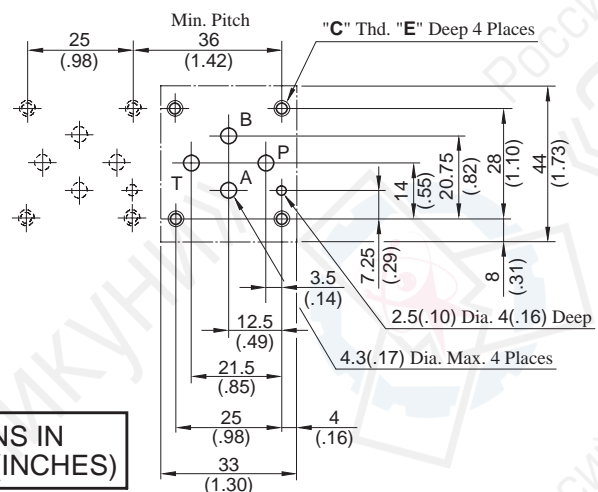 Min. Pitch
"C" Thd. "E" Deep 4 Places
25
(.98)
36
(1.42)
B
P
T
A
14
(.55)
20.75
(.82)
28
(1.10)
44
(1.73)
7.25
(.29)
8
(.31)
3.5
(.14)
2.5(.10) Dia. 4(.16) Deep
12.5
(.49)
4.3(.17) Dia. Max. 4 Places
21.5
(.85)
25
(.98)
4
(.16)
33
(1.30)
NS IN
(INCHES)